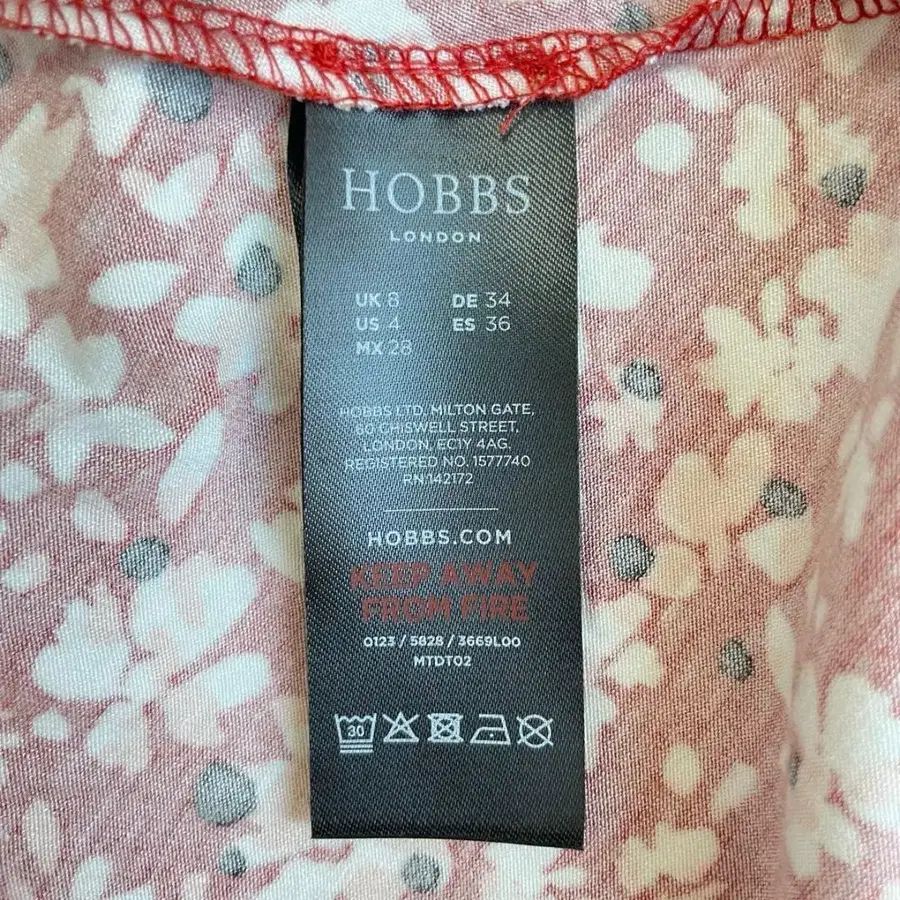 HOBBS
LONDON
UK 8 DE 34
US 4 ES 36
MX 28
HOBBS LTD, MILTON GATE,
60 CHISWELL STREET,
LONDON, EC1Y 4AG.
REGISTERED NO. 1577740
RN 142172
HOBBS.COM
KEEP AWAY
FROM FIRE
0123 / 5828 / 3669L00
MTDT02
30